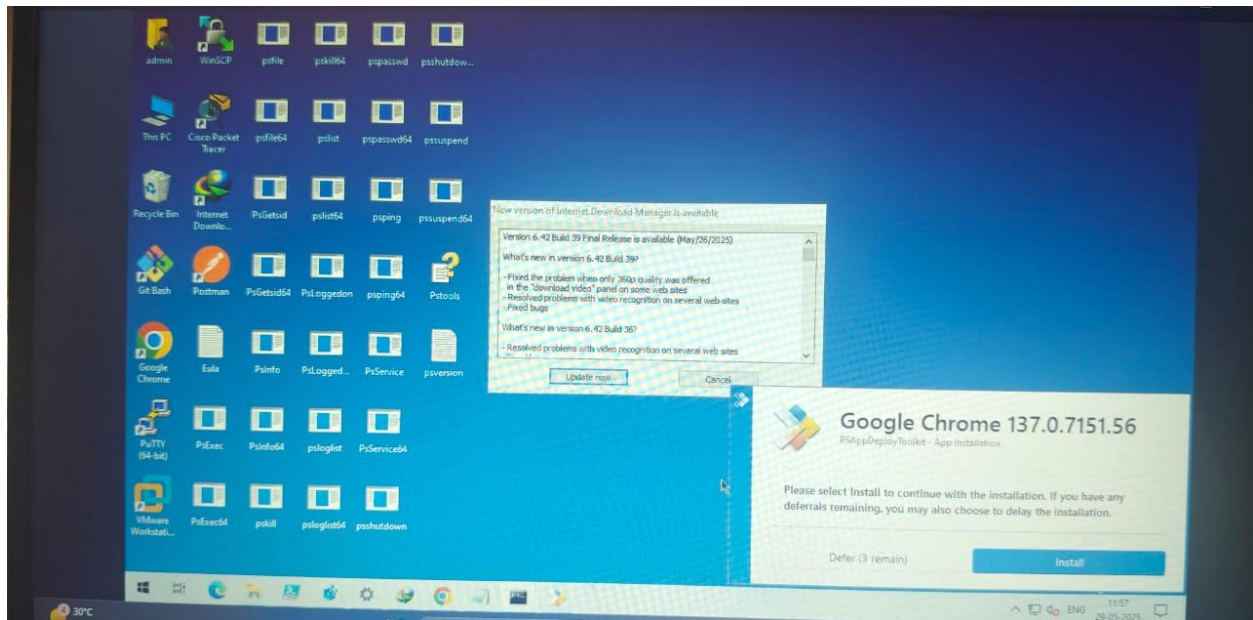 admin
WinSCP
psfile
pskill64
pspasswd
psshutdow...
This PC
Cisco Packet
Tracer
psfile64
pslist
pspasswd64
pssuspend
Recycle Bin
Internet
Downlo...
PsGetsid
pslist64
psping
pssuspend64
Git Bash
Postman
PsGetsid64
PsLoggedon
psping64
Pstools
Google
Chrome
Eula
PsInfo
PsLogged...
PsService
psversion
PuTTY
(64-bit)
PsExec
PsInfo64
psloglist
PsService64
VMware
Workstati...
PsExec64
pskill
psloglist64
psshutdown
New version of Internet Download Manager is available
Version 6.42 Build 39 Final Release is available (May/26/2025)
What's new in version 6.42 Build 39?
- Fixed the problem when only 360p quality was offered
in the "download video" panel on some web sites
- Resolved problems with video recognition on several web sites
- Fixed bugs
What's new in version 6.42 Build 36?
- Resolved problems with video recognition on several web sites
Update now
Cancel
Google Chrome 137.0.7151.56
PSAppDeployToolkit - App Installation
Please select Install to continue with the installation. If you have any
deferrals remaining, you may also choose to delay the installation.
Defer (3 remain)
Install
30°C
ENG
11:57
29-05-2025